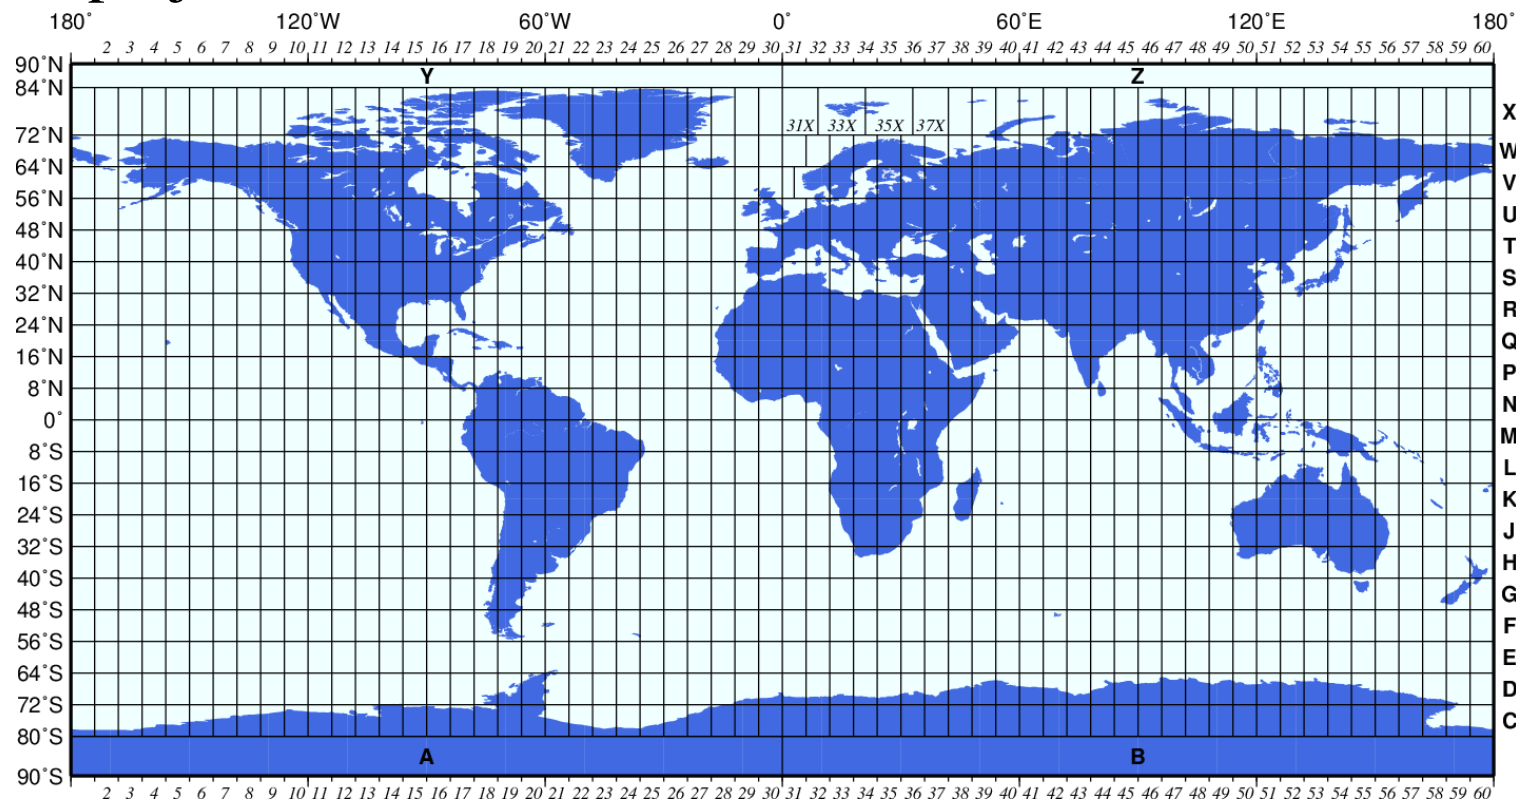 180˚ 120˚W 60˚W 0˚ 60˚E 120˚E 180˚
2 3 4 5 6 7 8 9 10 11 12 13 14 15 16 17 18 19 20 21 22 23 24 25 26 27 28 29 30 31 32 33 34 35 36 37 38 39 40 41 42 43 44 45 46 47 48 49 50 51 52 53 54 55 56 57 58 59 60
90˚N
Y Z
84˚N
X
31X 33X 35X 37X
72˚N
W
64˚N
V
56˚N
U
48˚N
T
40˚N
S
32˚N
R
24˚N
Q
16˚N
P
8˚N
N
0˚
M
8˚S
L
16˚S
K
24˚S
J
32˚S
H
40˚S
G
48˚S
F
56˚S
E
64˚S
D
72˚S
C
80˚S
A B
90˚S
2 3 4 5 6 7 8 9 10 11 12 13 14 15 16 17 18 19 20 21 22 23 24 25 26 27 28 29 30 31 32 33 34 35 36 37 38 39 40 41 42 43 44 45 46 47 48 49 50 51 52 53 54 55 56 57 58 59 60